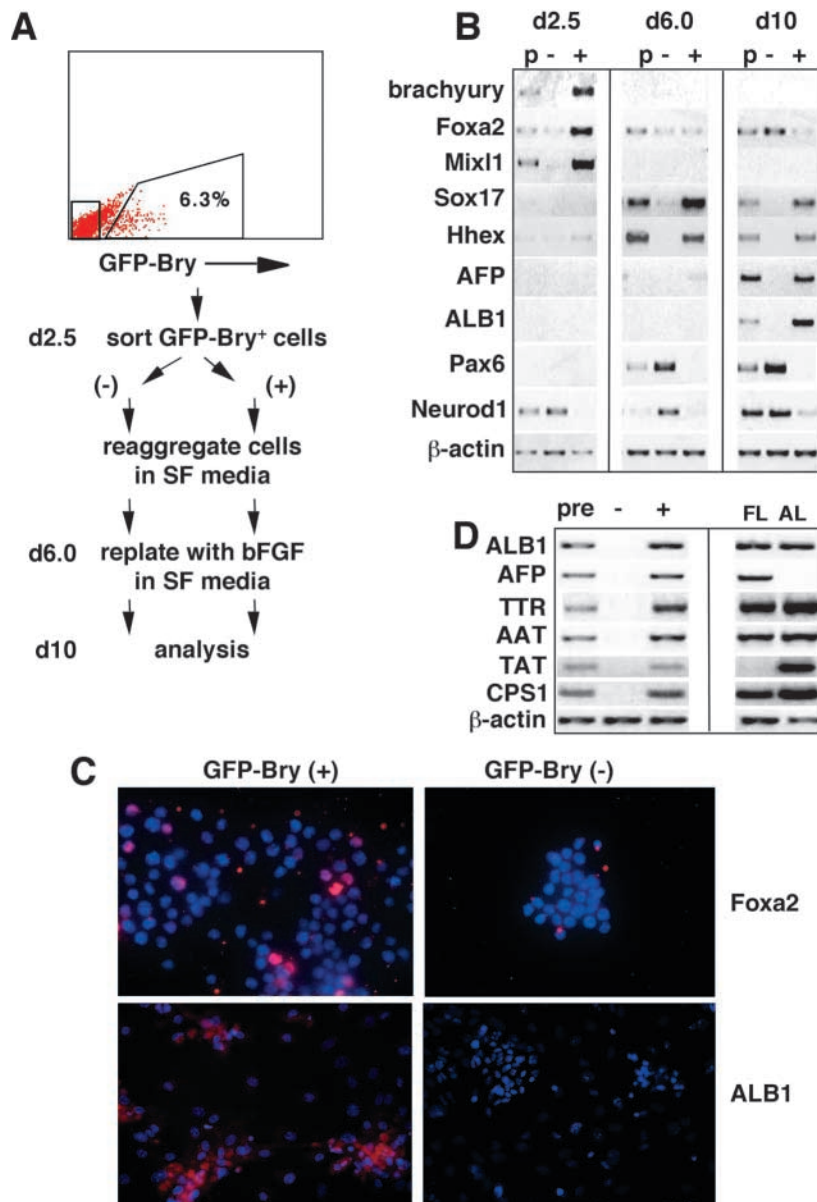 A
6.3%
GFP-Bry
d2.5 sort GFP-Bry+ cells
(-) (+)
reaggregate cells
in SF media
d6.0 replate with bFGF
in SF media
d10 analysis
B
d2.5 d6.0 d10
p - + p - + p - +
brachyury
Foxa2
Mixl1
Sox17
Hhex
AFP
ALB1
Pax6
Neurod1
β-actin
D
pre - + FL AL
ALB1
AFP
TTR
AAT
TAT
CPS1
β-actin
C
GFP-Bry (+) GFP-Bry (-)
Foxa2
ALB1